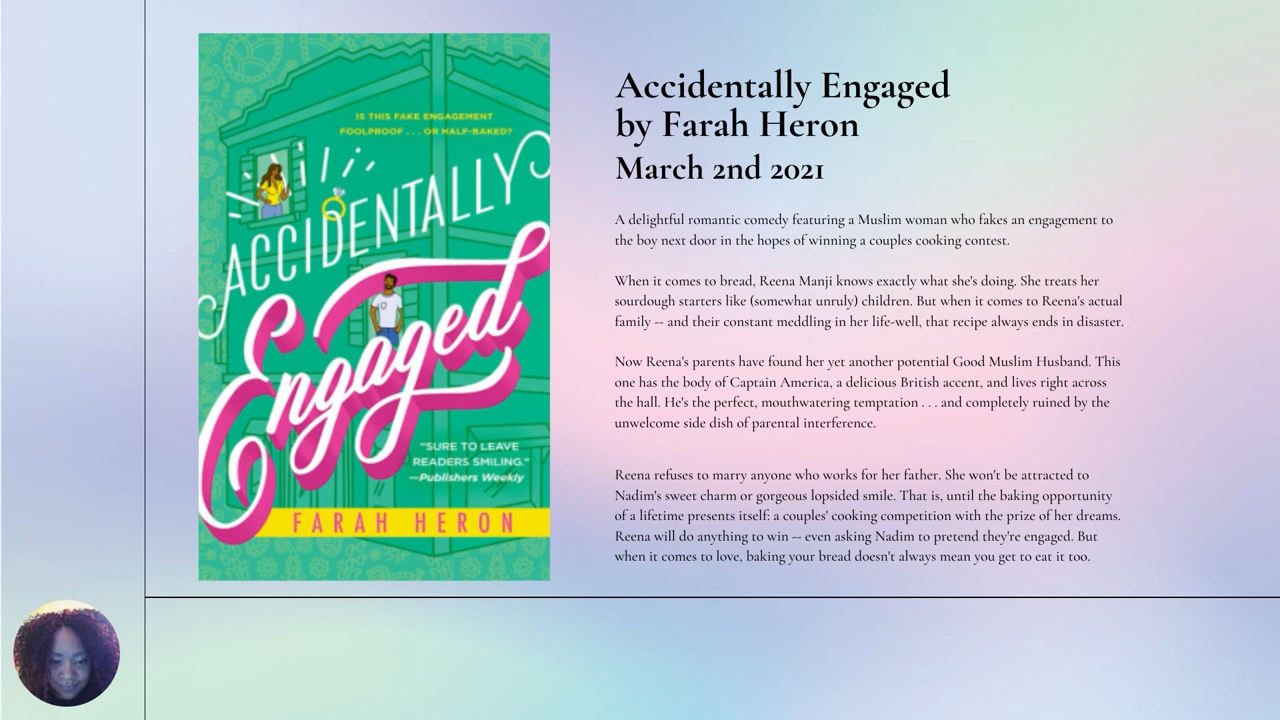 IS THIS FAKE ENGAGEMENT
FOOLPROOF . . . OR HALF-BAKED?
ACCIDENTALLY
Engaged
"SURE TO LEAVE
READERS SMILING."
—Publishers Weekly
FARAH HERON
Accidentally Engaged
by Farah Heron
March 2nd 2021
A delightful romantic comedy featuring a Muslim woman who fakes an engagement to
the boy next door in the hopes of winning a couples cooking contest.
When it comes to bread, Reena Manji knows exactly what she's doing. She treats her
sourdough starters like (somewhat unruly) children. But when it comes to Reena's actual
family -- and their constant meddling in her life-well, that recipe always ends in disaster.
Now Reena's parents have found her yet another potential Good Muslim Husband. This
one has the body of Captain America, a delicious British accent, and lives right across
the hall. He's the perfect, mouthwatering temptation . . . and completely ruined by the
unwelcome side dish of parental interference.
Reena refuses to marry anyone who works for her father. She won't be attracted to
Nadim's sweet charm or gorgeous lopsided smile. That is, until the baking opportunity
of a lifetime presents itself: a couples' cooking competition with the prize of her dreams.
Reena will do anything to win -- even asking Nadim to pretend they're engaged. But
when it comes to love, baking your bread doesn't always mean you get to eat it too.